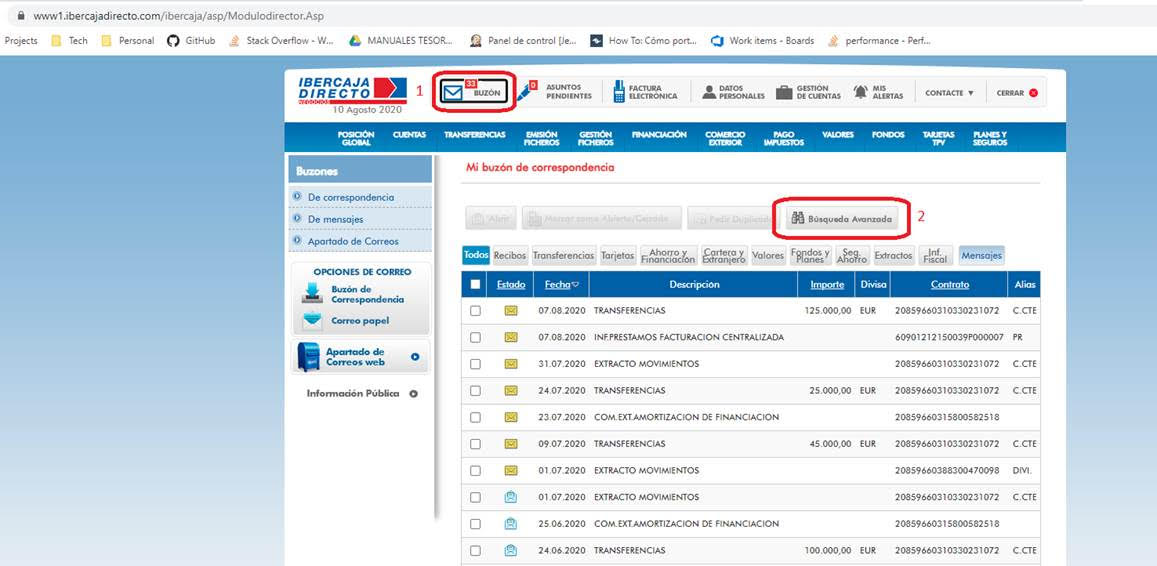 www1.ibercajadirecto.com/ibercaja/asp/Modulodirector.Asp
Projects Tech Personal GitHub Stack Overflow - W... MANUALES TESOR... Panel de control [Je... How To: Cómo port... Work items - Boards performance - Perf...
IBERCAJA
DIRECTO
NEGOCIOS
10 Agosto 2020
1
33
BUZÓN
0
ASUNTOS
PENDIENTES
FACTURA
ELECTRÓNICA
DATOS
PERSONALES
GESTIÓN
DE CUENTAS
MIS
ALERTAS
CONTACTE
CERRAR
POSICIÓN
GLOBAL
CUENTAS
TRANSFERENCIAS
EMISIÓN
FICHEROS
GESTIÓN
FICHEROS
FINANCIACIÓN
COMERCIO
EXTERIOR
PAGO
IMPUESTOS
VALORES
FONDOS
TARJETAS
TPV
PLANES Y
SEGUROS
Buzones
De correspondencia
De mensajes
Apartado de Correos
OPCIONES DE CORREO
Buzón de
Correspondencia
Correo papel
Apartado de
Correos web
Información Pública
Mi buzón de correspondencia
Abrir
Marcar como Abierto/Cerrado
Pedir Duplicado
Búsqueda Avanzada
2
Todos
Recibos
Transferencias
Tarjetas
Ahorro y
Financiación
Cartera y
Extranjero
Valores
Fondos y
Planes
Seg.
Ahorro
Extractos
Inf.
Fiscal
Mensajes
Estado Fecha Descripción Importe Divisa Contrato Alias
07.08.2020 TRANSFERENCIAS 125.000,00 EUR 20859660310330231072 C.CTE
07.08.2020 INF.PRESTAMOS FACTURACION CENTRALIZADA 60901212150039P000007 PR
31.07.2020 EXTRACTO MOVIMIENTOS 20859660310330231072 C.CTE
24.07.2020 TRANSFERENCIAS 25.000,00 EUR 20859660310330231072 C.CTE
23.07.2020 COM.EXT.AMORTIZACION DE FINANCIACION 20859660315800582518
09.07.2020 TRANSFERENCIAS 45.000,00 EUR 20859660310330231072 C.CTE
01.07.2020 EXTRACTO MOVIMIENTOS 20859660388300470098 DIVI.
01.07.2020 EXTRACTO MOVIMIENTOS 20859660310330231072 C.CTE
25.06.2020 COM.EXT.AMORTIZACION DE FINANCIACION 20859660315800582518
24.06.2020 TRANSFERENCIAS 100.000,00 EUR 20859660310330231072 C.CTE